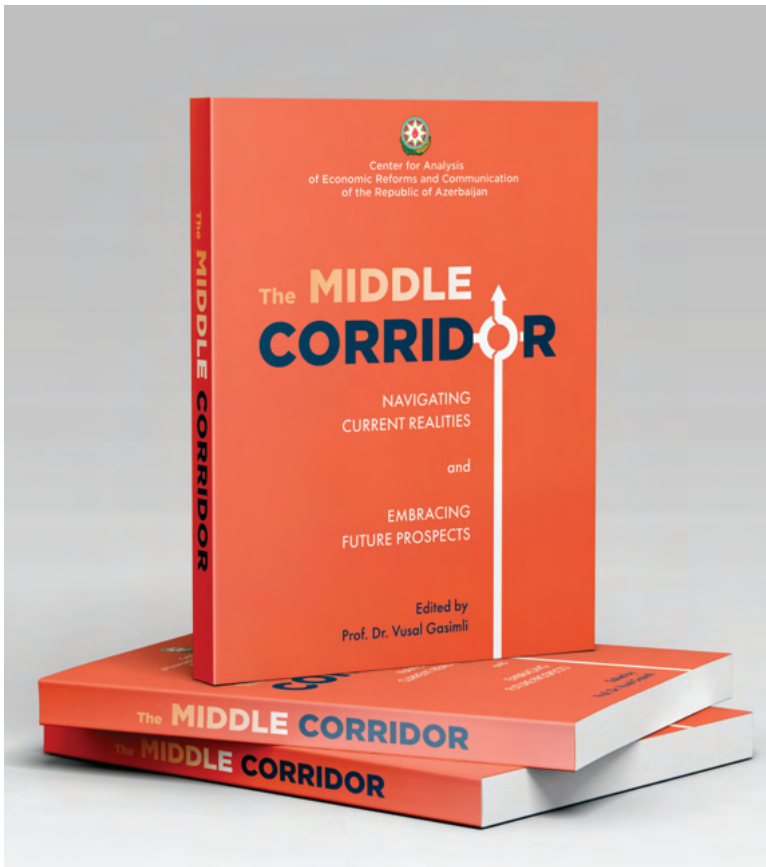 Center for Analysis
of Economic Reforms and Communication
of the Republic of Azerbaijan
The MIDDLE
CORRIDOR
NAVIGATING
CURRENT REALITIES
and
EMBRACING
FUTURE PROSPECTS
Edited by
Prof. Dr. Vusal Gasimli
The MIDDLE CORRIDOR
The MIDDLE CORRIDOR
The MIDDLE CORRIDOR